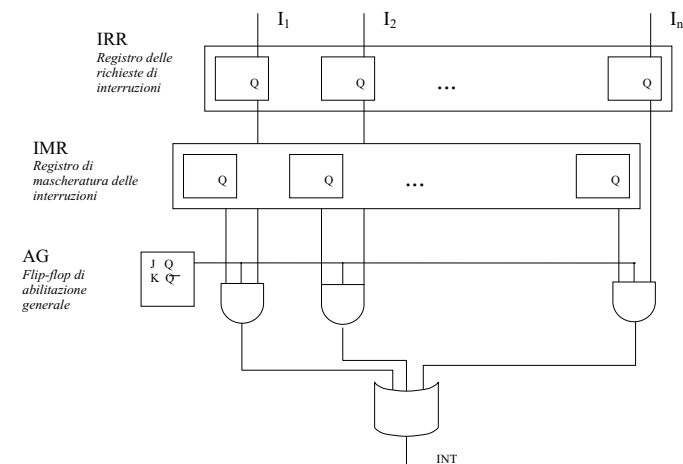 I1 I2 In
IRR
Registro delle
richieste di
interruzioni
Q Q ... Q
IMR
Registro di
mascheratura delle
interruzioni
Q Q ... Q
AG
Flip-flop di
abilitazione
generale
J Q
K Q̅
INT